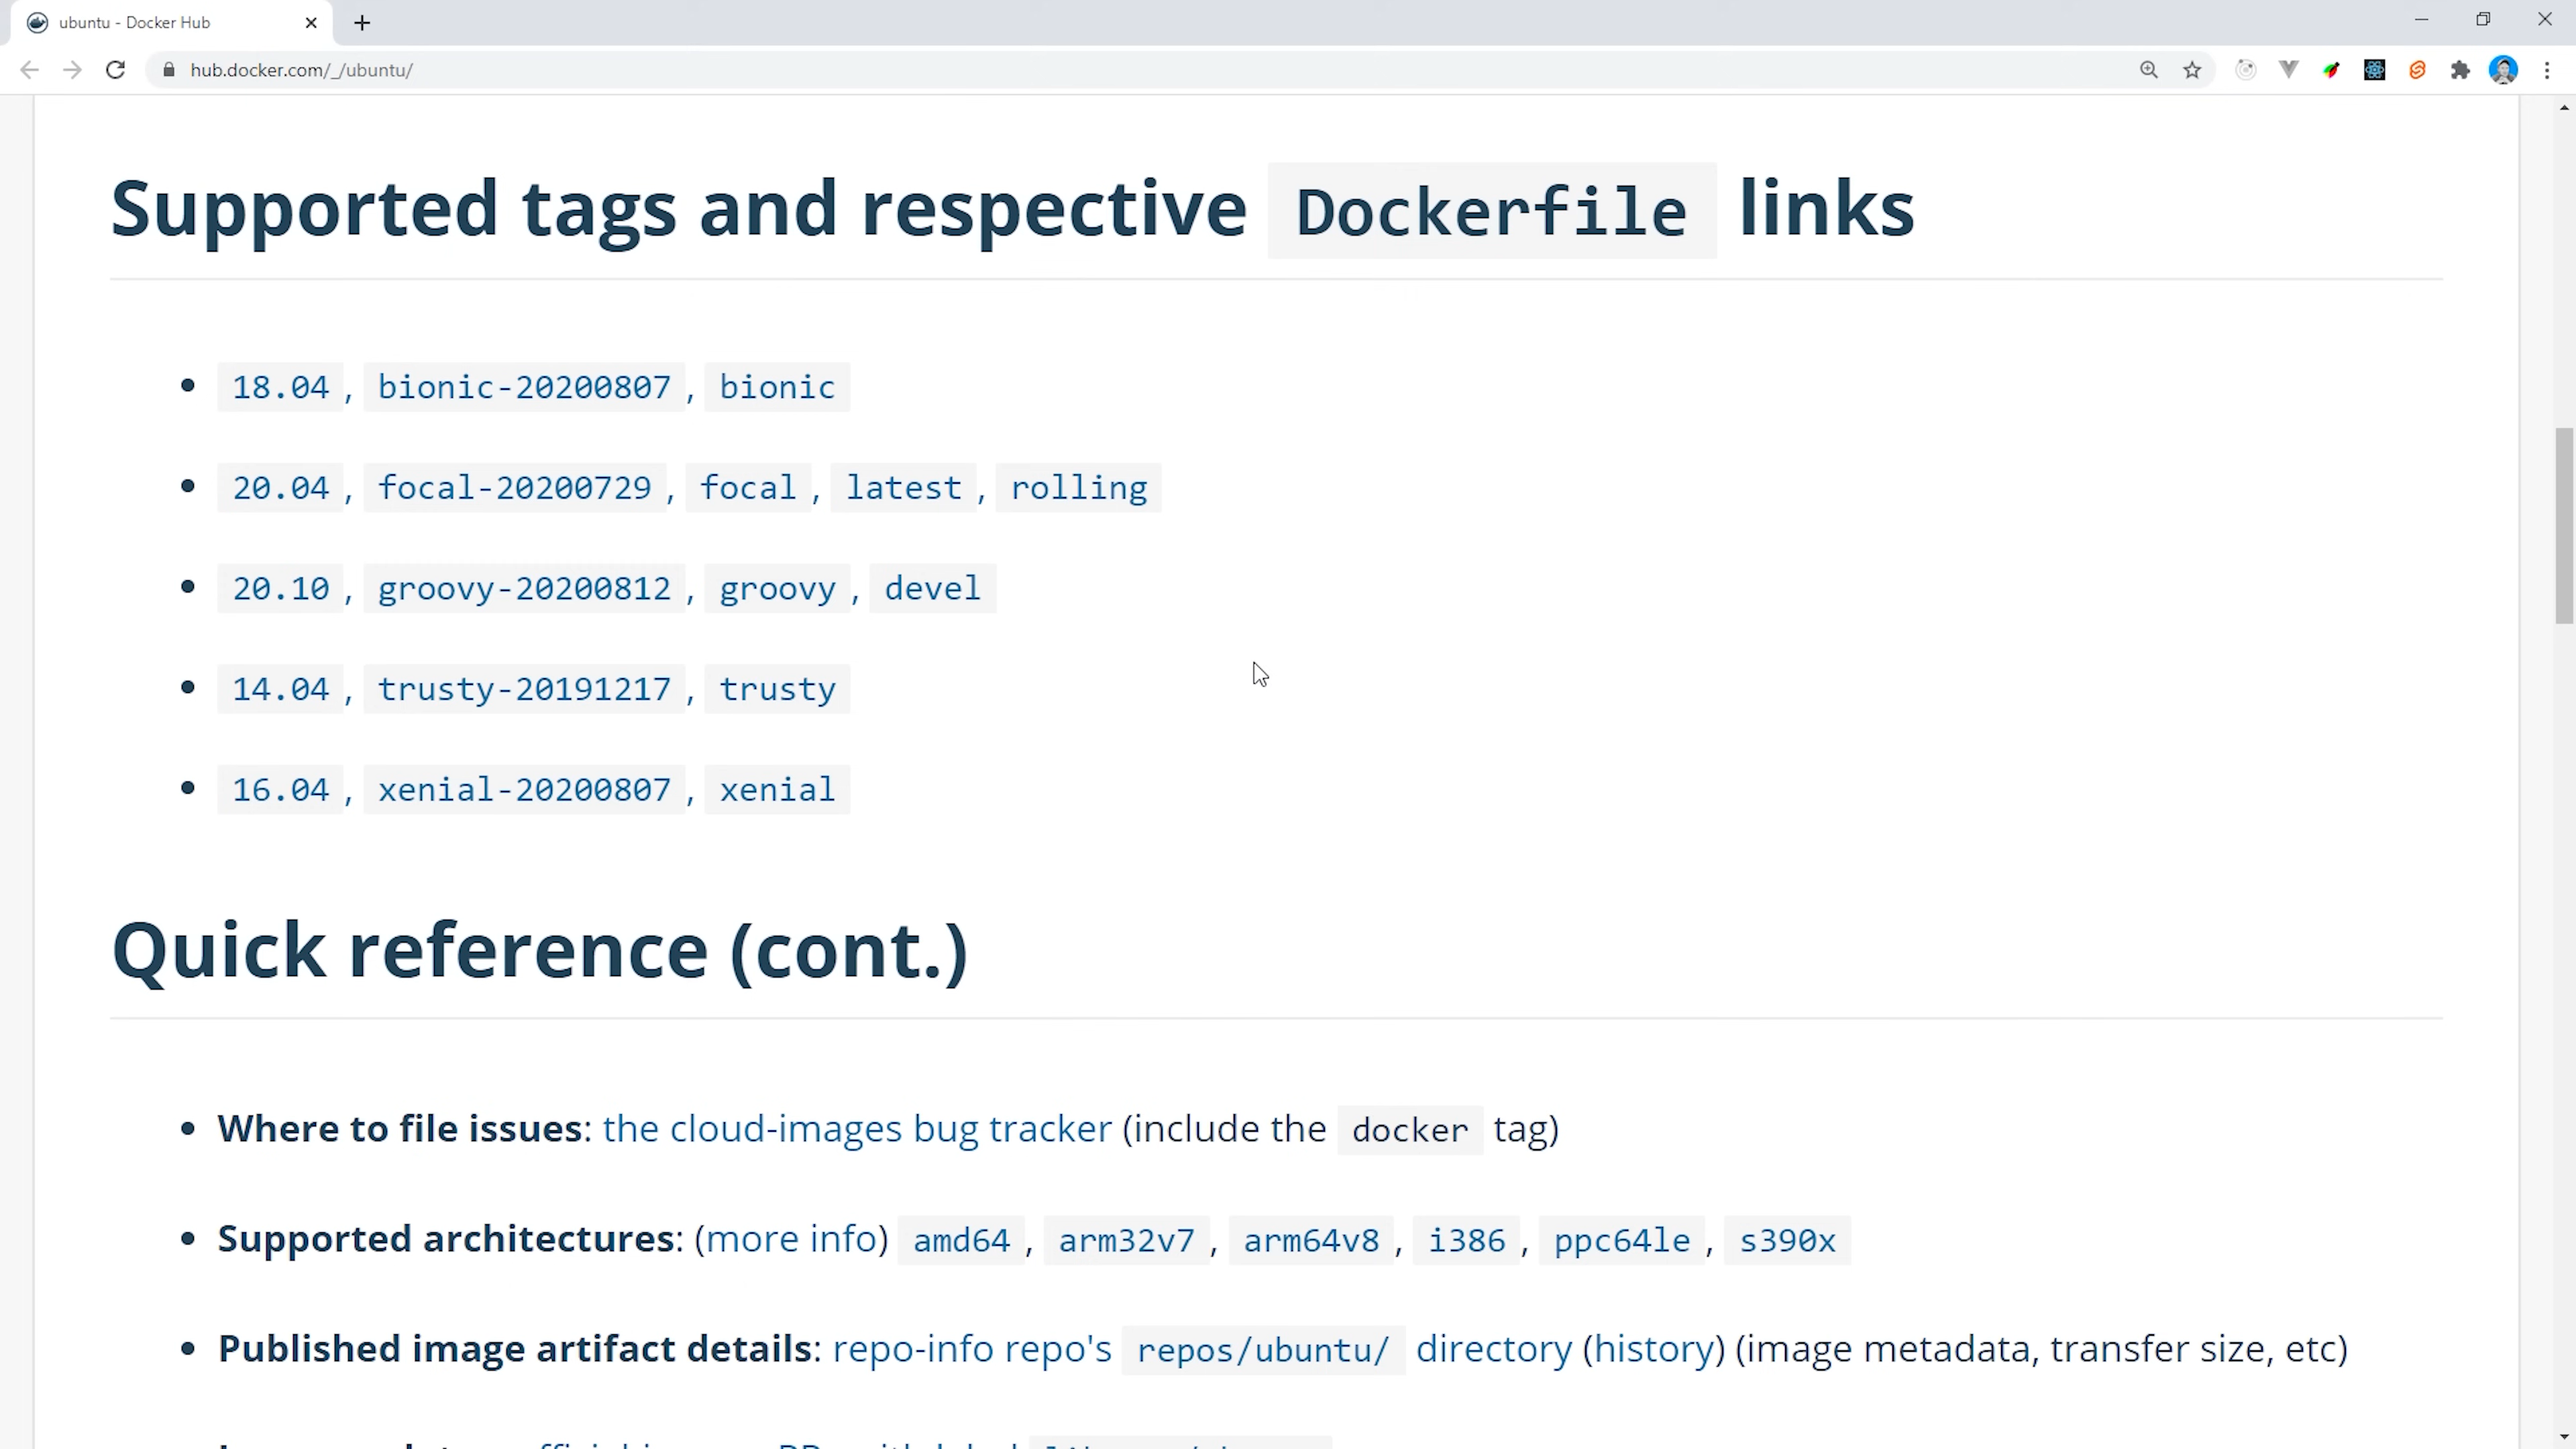 ubuntu - Docker Hub
hub.docker.com/_/ubuntu/
Supported tags and respective Dockerfile links
18.04 , bionic-20200807 , bionic
20.04 , focal-20200729 , focal , latest , rolling
20.10 , groovy-20200812 , groovy , devel
14.04 , trusty-20191217 , trusty
16.04 , xenial-20200807 , xenial
Quick reference (cont.)
Where to file issues: the cloud-images bug tracker (include the docker tag)
Supported architectures: (more info) amd64 , arm32v7 , arm64v8 , i386 , ppc64le , s390x
Published image artifact details: repo-info repo's repos/ubuntu/ directory (history) (image metadata, transfer size, etc)